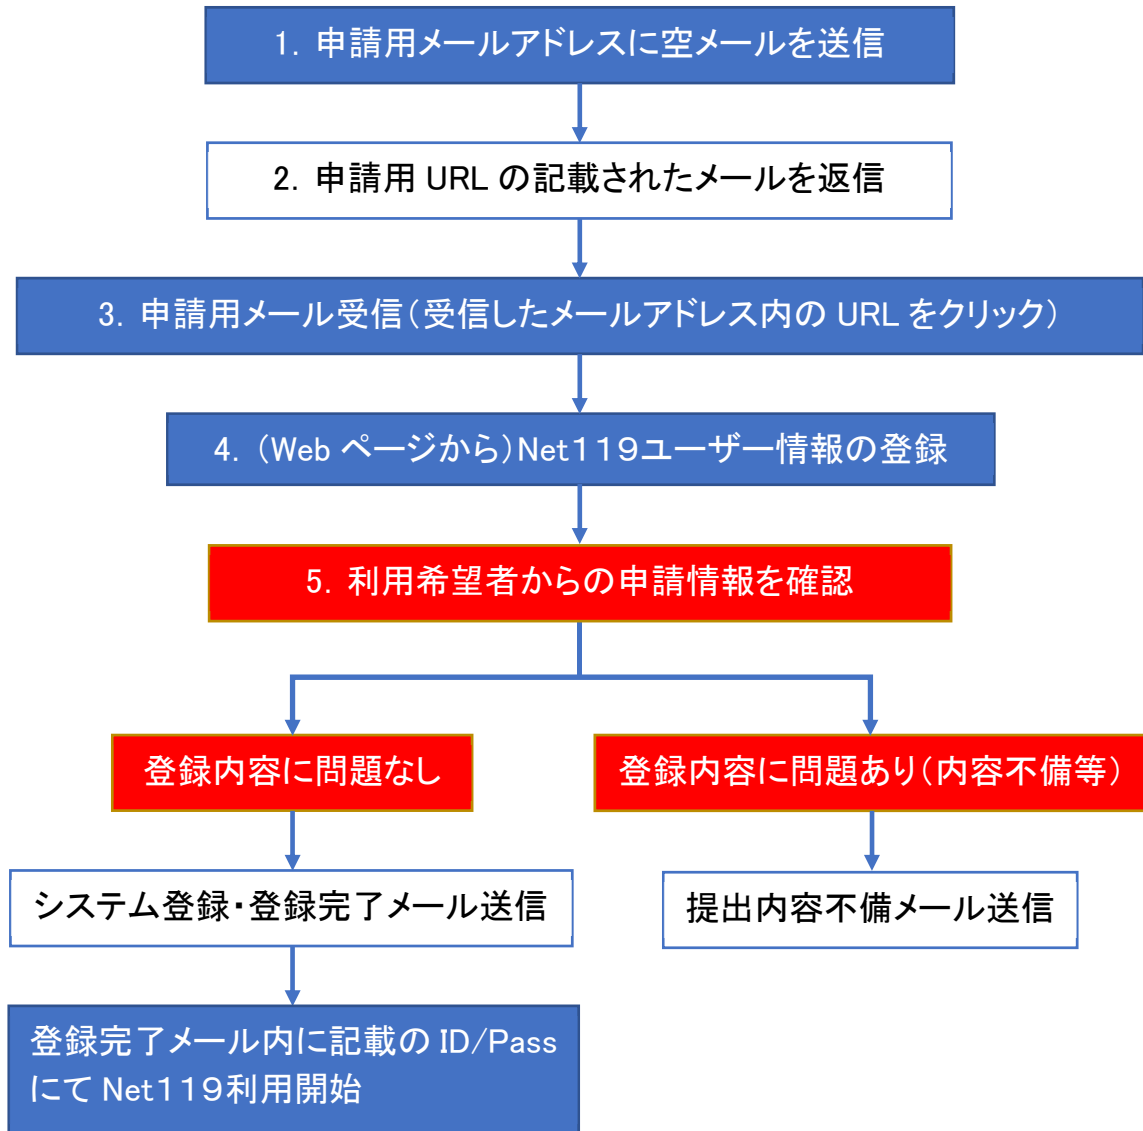 1. 申請用メールアドレスに空メールを送信
2. 申請用 URL の記載されたメールを返信
3. 申請用メール受信（受信したメールアドレス内の URL をクリック）
4. （Web ページから）Net１１９ユーザー情報の登録
5. 利用希望者からの申請情報を確認
登録内容に問題なし
登録内容に問題あり（内容不備等）
システム登録・登録完了メール送信
提出内容不備メール送信
登録完了メール内に記載の ID/Pass
にて Net１１９利用開始